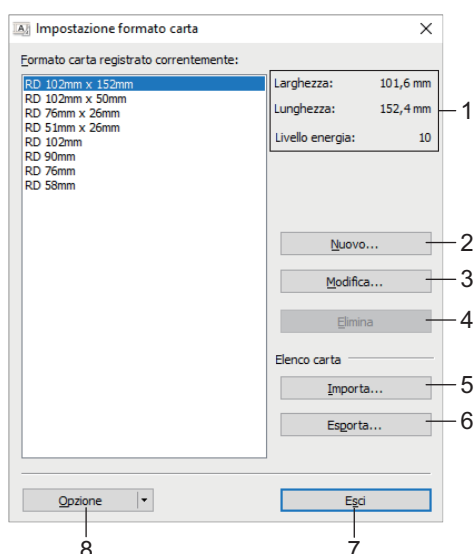 Impostazione formato carta
Formato carta registrato correntemente:
RD 102mm x 152mm
RD 102mm x 50mm
RD 76mm x 26mm
RD 51mm x 26mm
RD 102mm
RD 90mm
RD 76mm
RD 58mm
Larghezza: 101,6 mm
Lunghezza: 152,4 mm
Livello energia: 10
1
Nuovo... 2
Modifica... 3
Elimina 4
Elenco carta
Importa... 5
Esporta... 6
Opzione
Esci
8
7